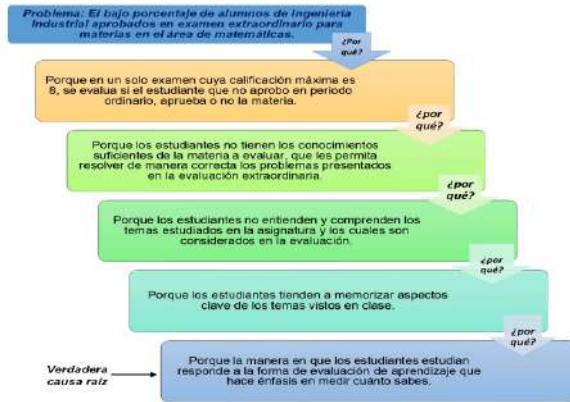 Problema: El bajo porcentaje de alumnos de ingeniería
Industrial aprobados en examen extraordinario para
materias en el área de matemáticas.
¿Por
qué?
Porque en un solo examen cuya calificación máxima es
8, se evalua si el estudiante que no aprobo en periodo
ordinario, aprueba o no la materia.
¿por
qué?
Porque los estudiantes no tienen los conocimientos
suficientes de la materia a evaluar, que les permita
resolver de manera correcta los problemas presentados
en la evaluación extraordinaria.
¿por
qué?
Porque los estudiantes no entienden y comprenden los
temas estudiados en la asignatura y los cuales son
considerados en la evaluación.
¿por
qué?
Porque los estudiantes tienden a memorizar aspectos
clave de los temas vistos en clase.
¿por
qué?
Verdadera
causa raíz
Porque la manera en que los estudiantes estudian
responde a la forma de evaluación de aprendizaje que
hace énfasis en medir cuánto sabes.